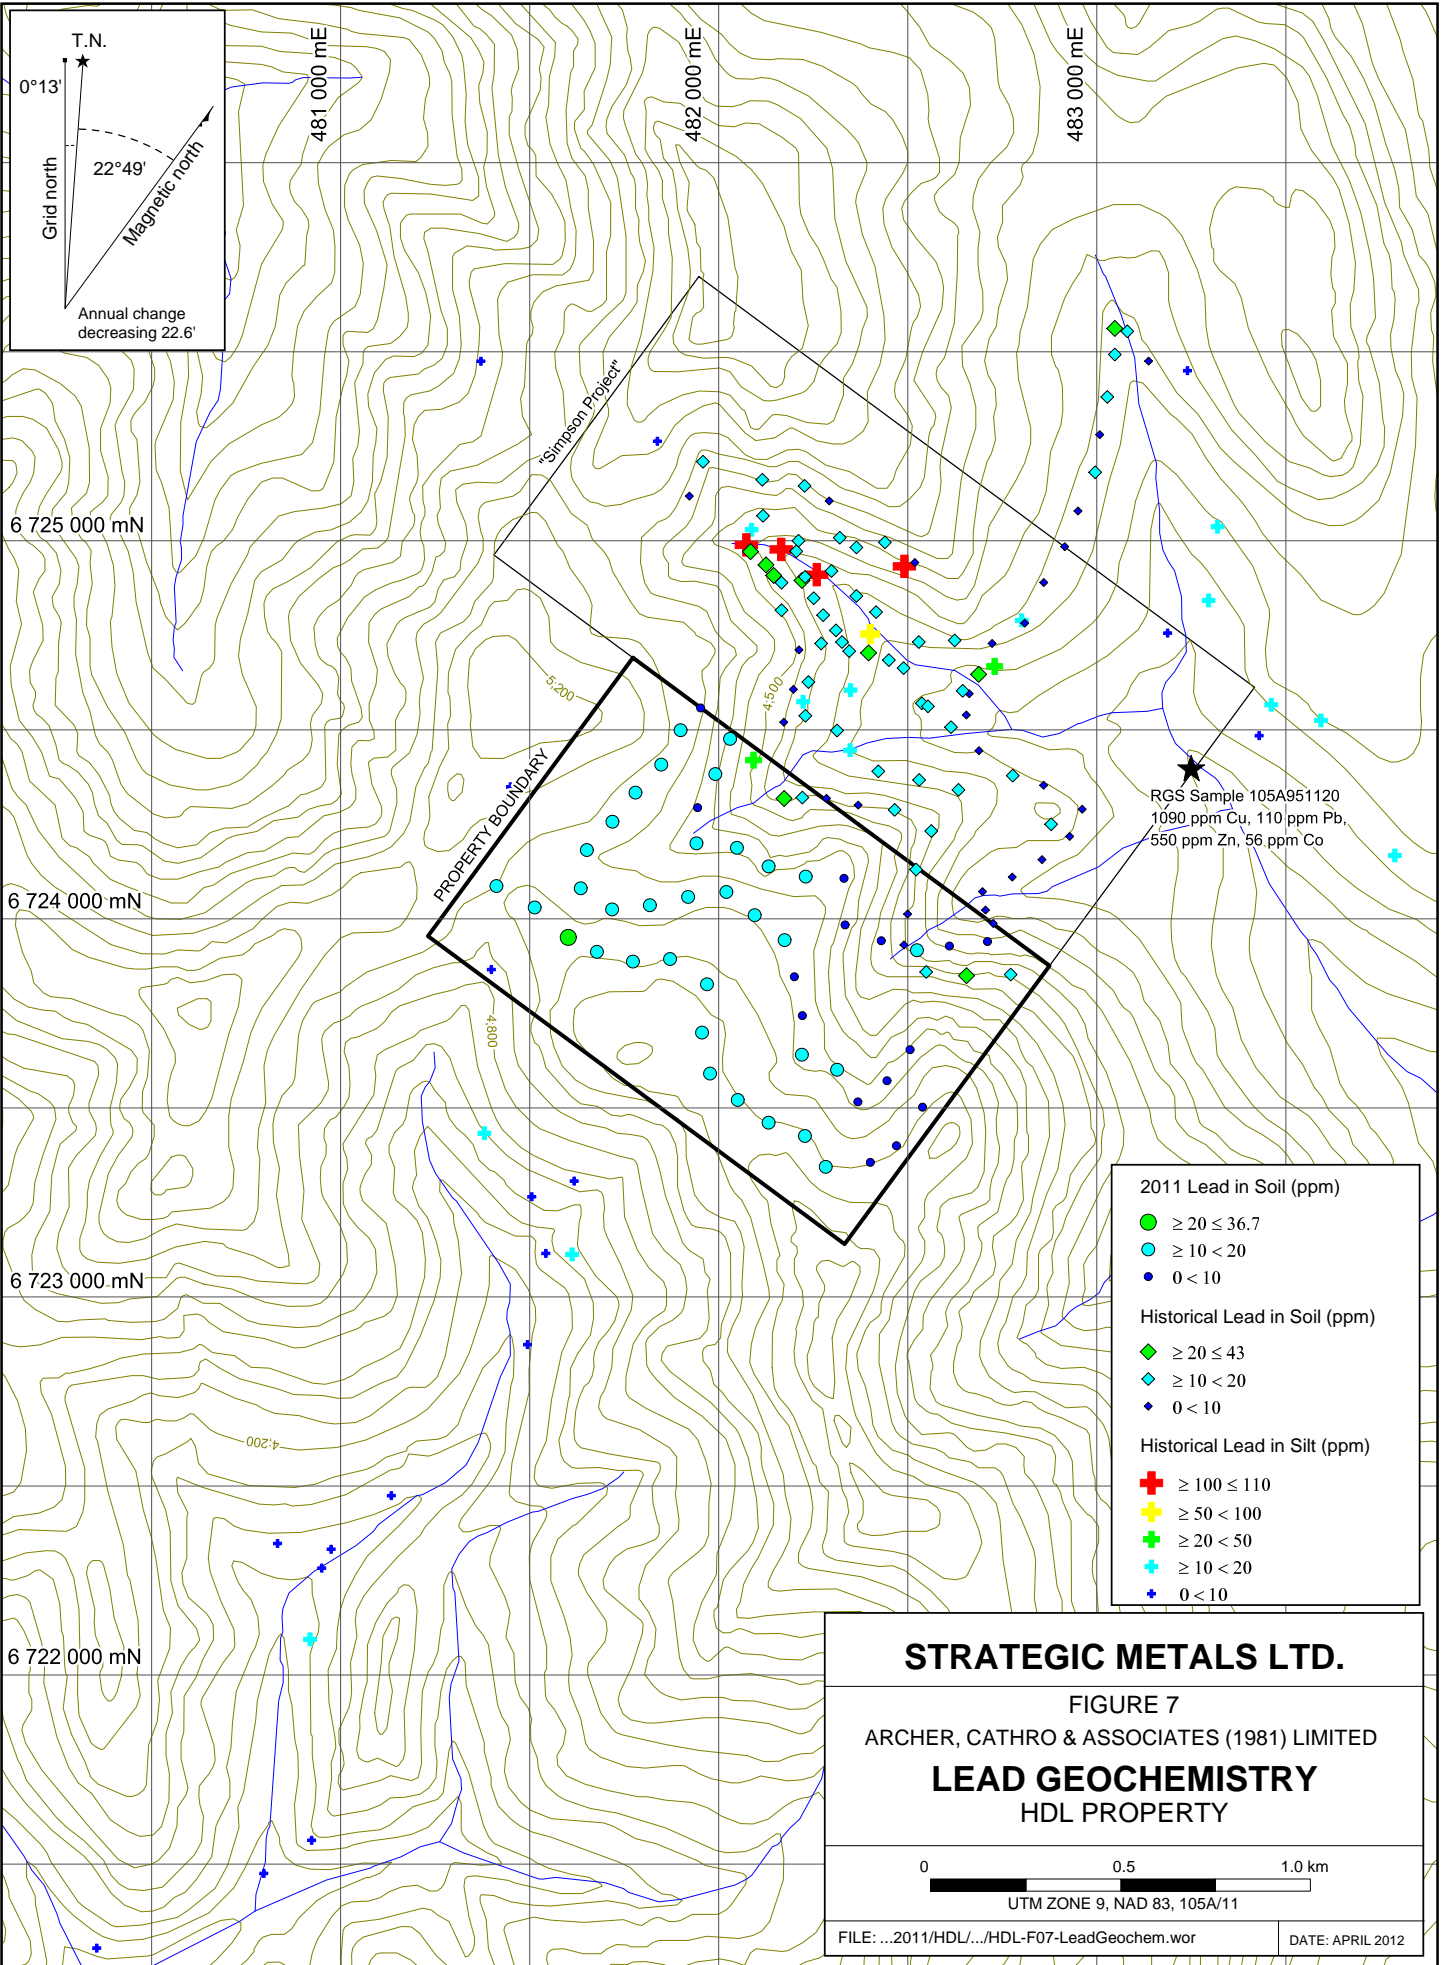 T.N.
0°13'
22°49'
Grid north
Magnetic north
Annual change
decreasing 22.6'
481 000 mE
482 000 mE
483 000 mE
"Simpson Project"
6 725 000 mN
5,200
4,500
PROPERTY BOUNDARY
RGS Sample 105A951120
1090 ppm Cu, 110 ppm Pb,
550 ppm Zn, 56 ppm Co
6 724 000 mN
4,800
6 723 000 mN
4,200
6 722 000 mN
2011 Lead in Soil (ppm)
≥ 20 ≤ 36.7
≥ 10 < 20
0 < 10
Historical Lead in Soil (ppm)
≥ 20 ≤ 43
≥ 10 < 20
0 < 10
Historical Lead in Silt (ppm)
≥ 100 ≤ 110
≥ 50 < 100
≥ 20 < 50
≥ 10 < 20
0 < 10
STRATEGIC METALS LTD.
FIGURE 7
ARCHER, CATHRO & ASSOCIATES (1981) LIMITED
LEAD GEOCHEMISTRY
HDL PROPERTY
0 0.5 1.0 km
UTM ZONE 9, NAD 83, 105A/11
FILE: ...2011/HDL/.../HDL-F07-LeadGeochem.wor
DATE: APRIL 2012